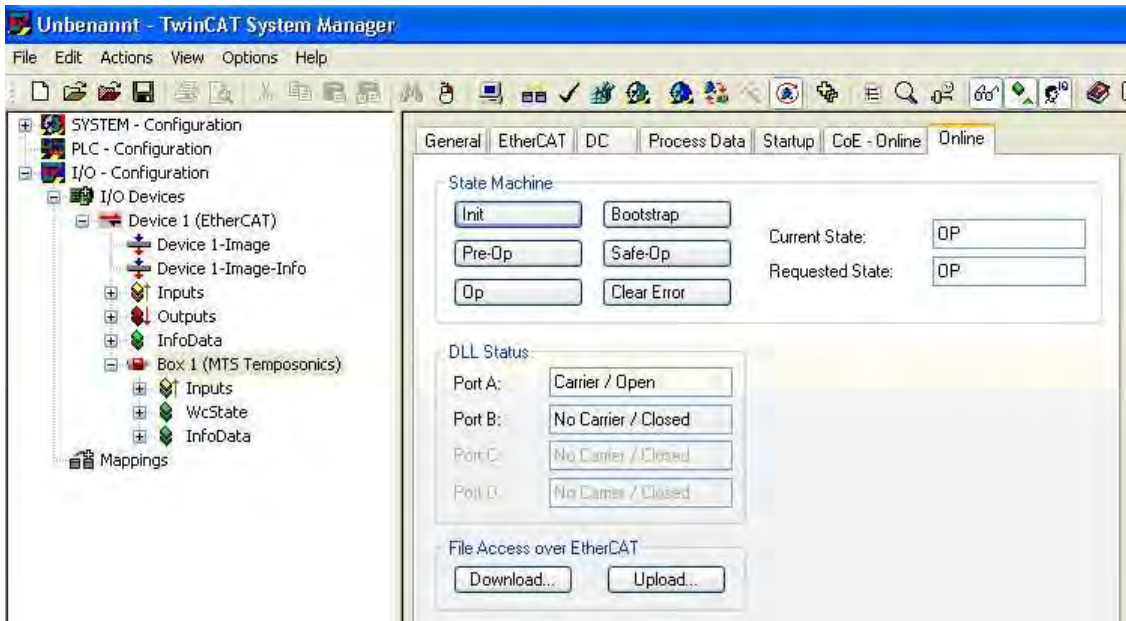 Unbenannt - TwinCAT System Manager
File Edit Actions View Options Help
SYSTEM - Configuration
PLC - Configuration
I/O - Configuration
I/O Devices
Device 1 (EtherCAT)
Device 1-Image
Device 1-Image-Info
Inputs
Outputs
InfoData
Box 1 (MTS Temposonics)
Inputs
WcState
InfoData
Mappings
General EtherCAT DC Process Data Startup CoE - Online Online
State Machine
Init Bootstrap
Pre-Op Safe-Op
Op Clear Error
Current State: OP
Requested State: OP
DLL Status
Port A: Carrier / Open
Port B: No Carrier / Closed
Port C: No Carrier / Closed
Port D: No Carrier / Closed
File Access over EtherCAT
Download... Upload...